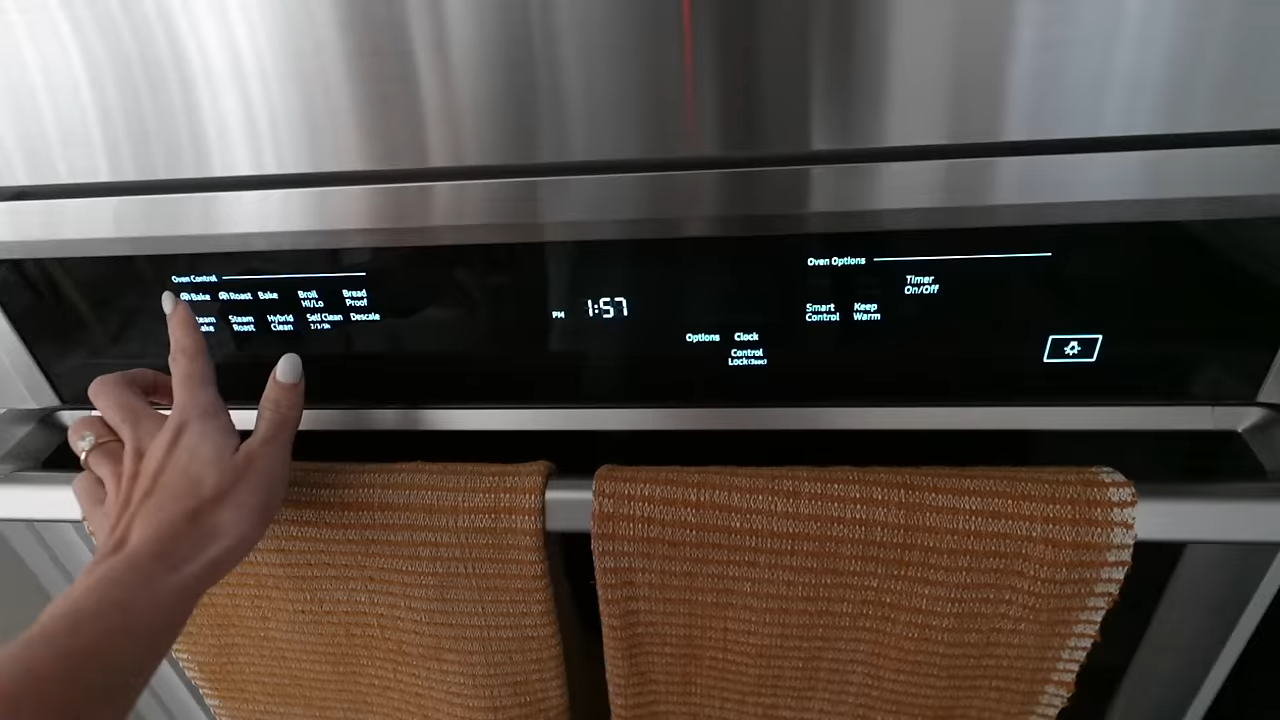 Oven Control
Bake Roast Bake Broil Hi/Lo Bread Proof
Steam Roast Hybrid Clean Self Clean Descale
PM 1:57
Options Clock
Control Lock(3sec)
Oven Options
Timer On/Off
Smart Control Keep Warm